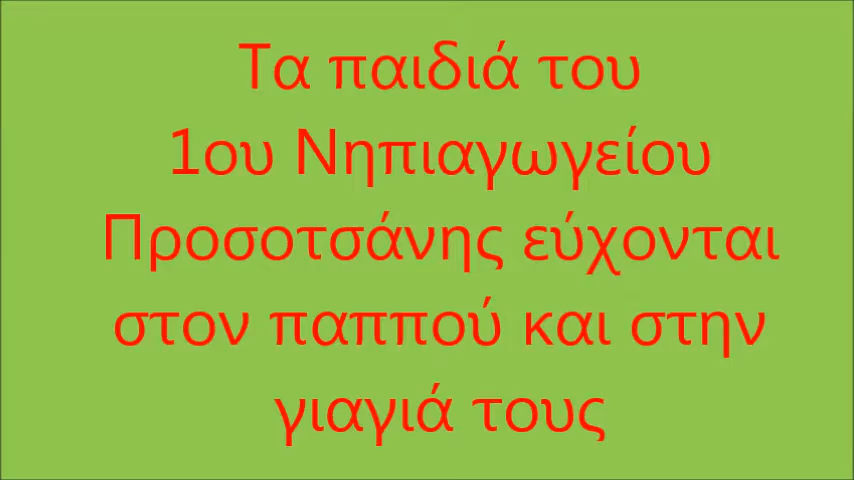 Τα παιδιά του
1ου Νηπιαγωγείου
Προσοτσάνης εύχονται
στον παππού και στην
γιαγιά τους